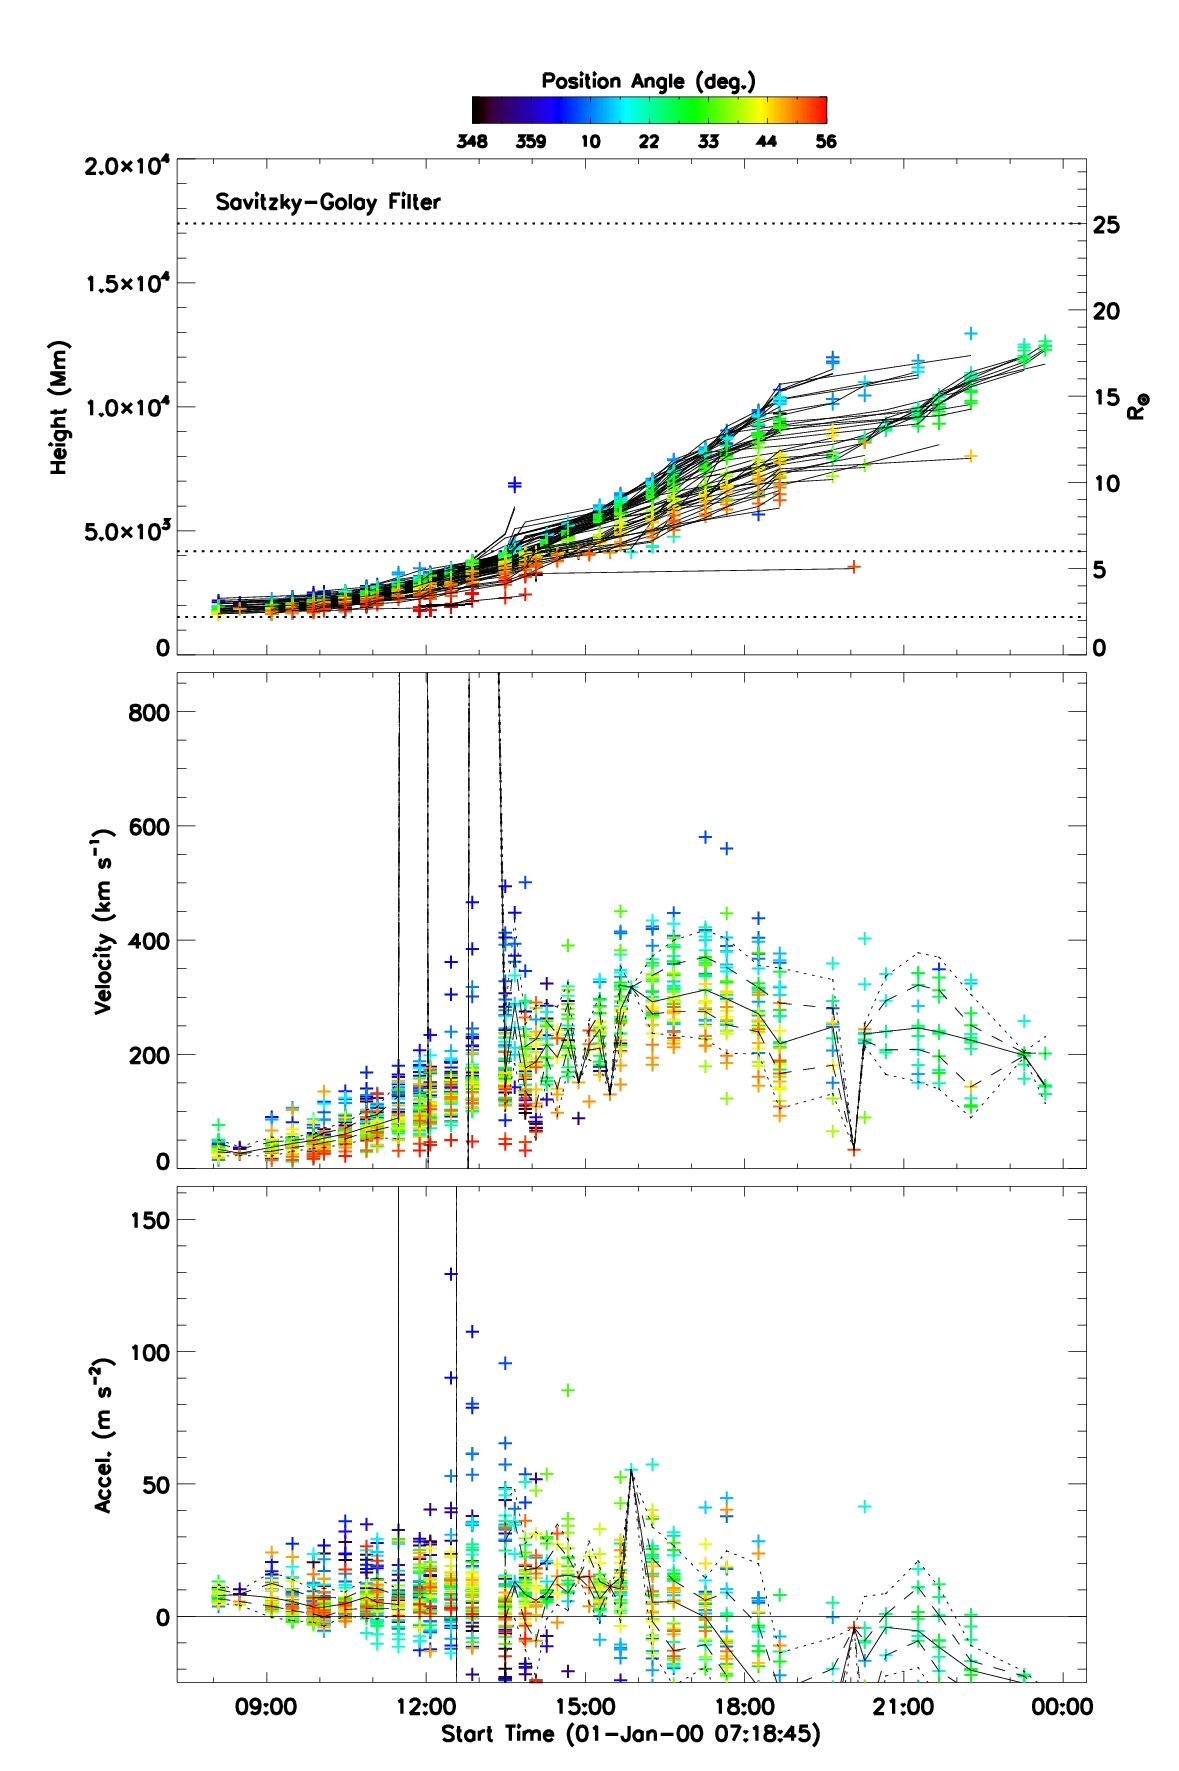 Position Angle (deg.)
348 359 10 22 33 44 56
2.0×10⁴
Savitzky-Golay Filter
25
1.5×10⁴
20
Height (Mm)
1.0×10⁴
15
R⊙
10
5.0×10³
5
0
0
800
600
Velocity (km s⁻¹)
400
200
0
150
100
Accel. (m s⁻²)
50
0
09:00 12:00 15:00 18:00 21:00 00:00
Start Time (01-Jan-00 07:18:45)